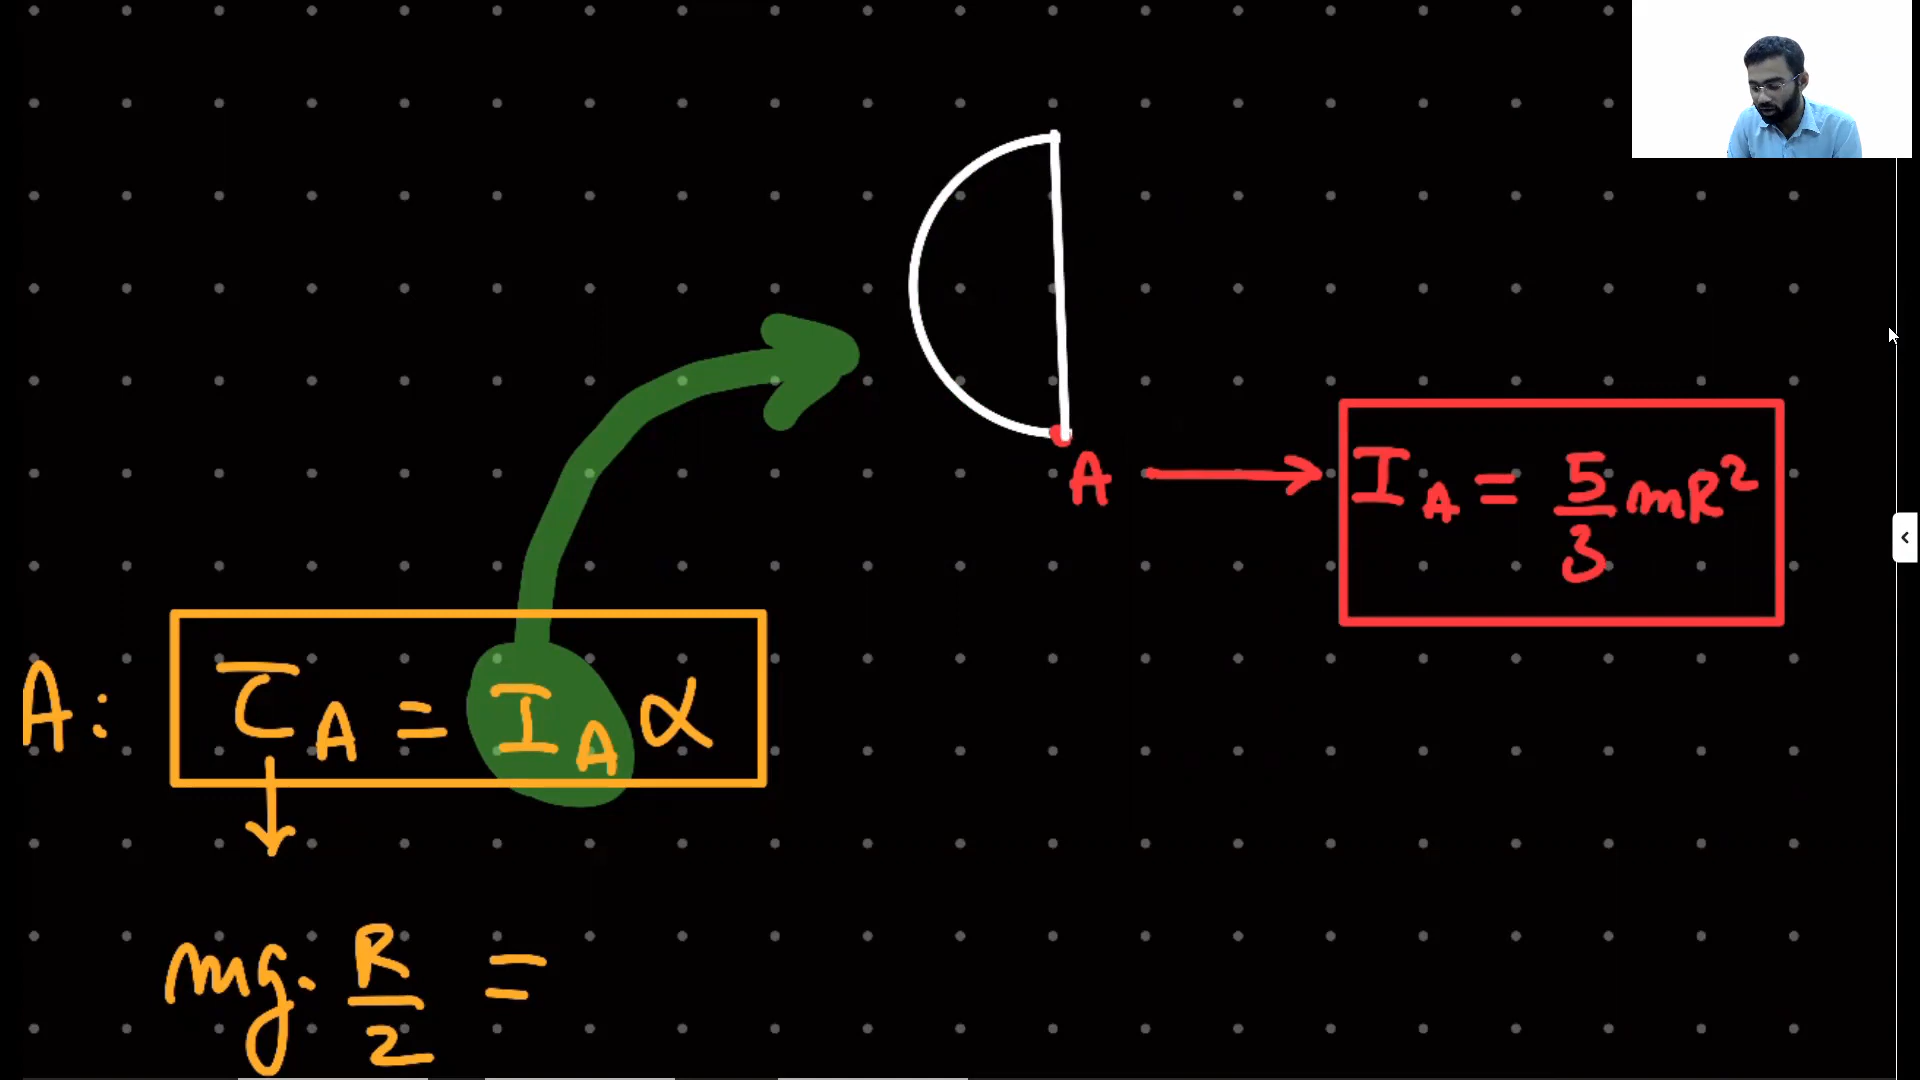 A
I_A = 5/3 mR²
A: τ_A = I_A α
mg. R/2 =